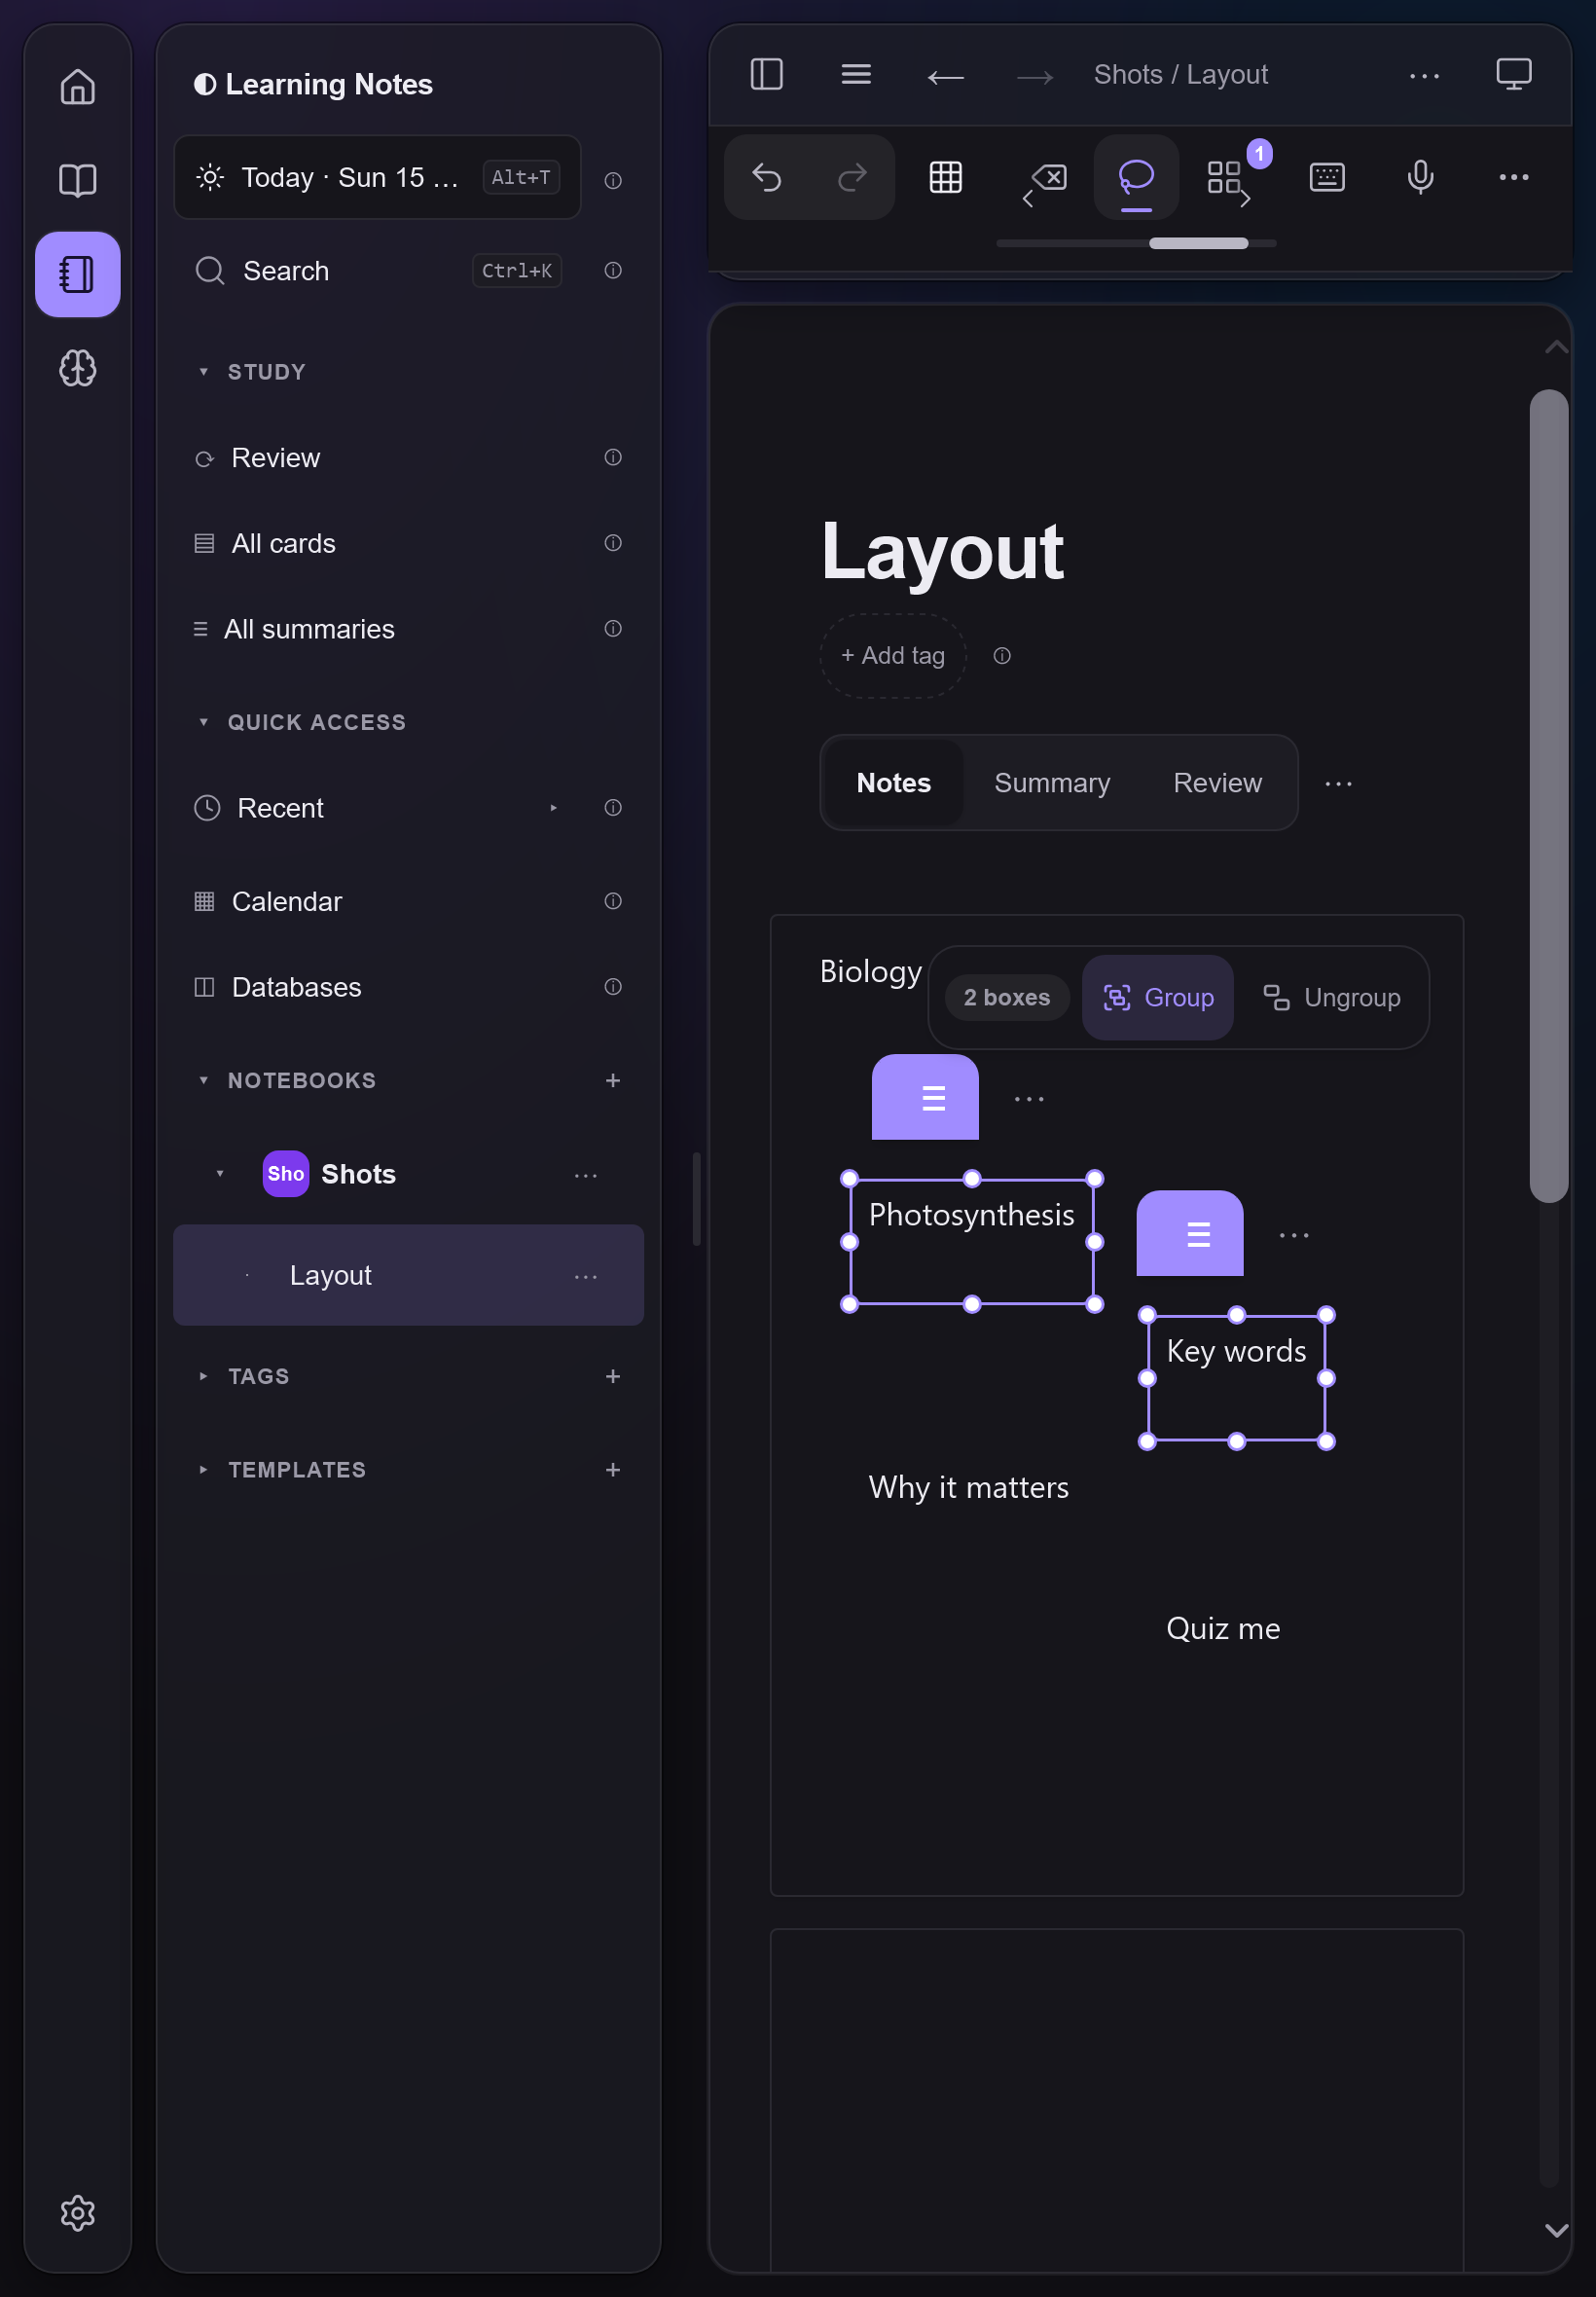 Learning Notes
Today · Sun 15 ... Alt+T
Search Ctrl+K
STUDY
Review
All cards
All summaries
QUICK ACCESS
Recent
Calendar
Databases
NOTEBOOKS +
Sho Shots
Layout
TAGS +
TEMPLATES +
Shots / Layout
1
Layout
+ Add tag
Notes Summary Review
Biology
2 boxes Group Ungroup
Photosynthesis
Key words
Why it matters
Quiz me